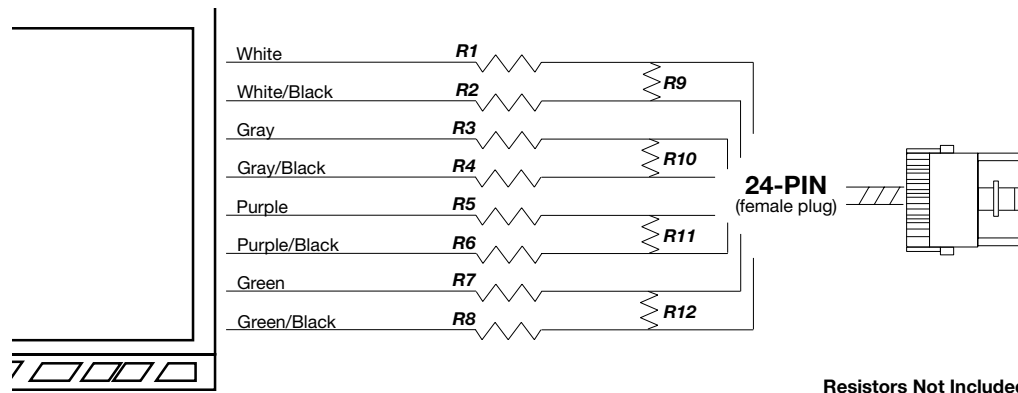 White R1
R9
White/Black R2
Gray R3
R10
Gray/Black R4
24-PIN
(female plug)
Purple R5
R11
Purple/Black R6
Green R7
R12
Green/Black R8
Resistors Not Included